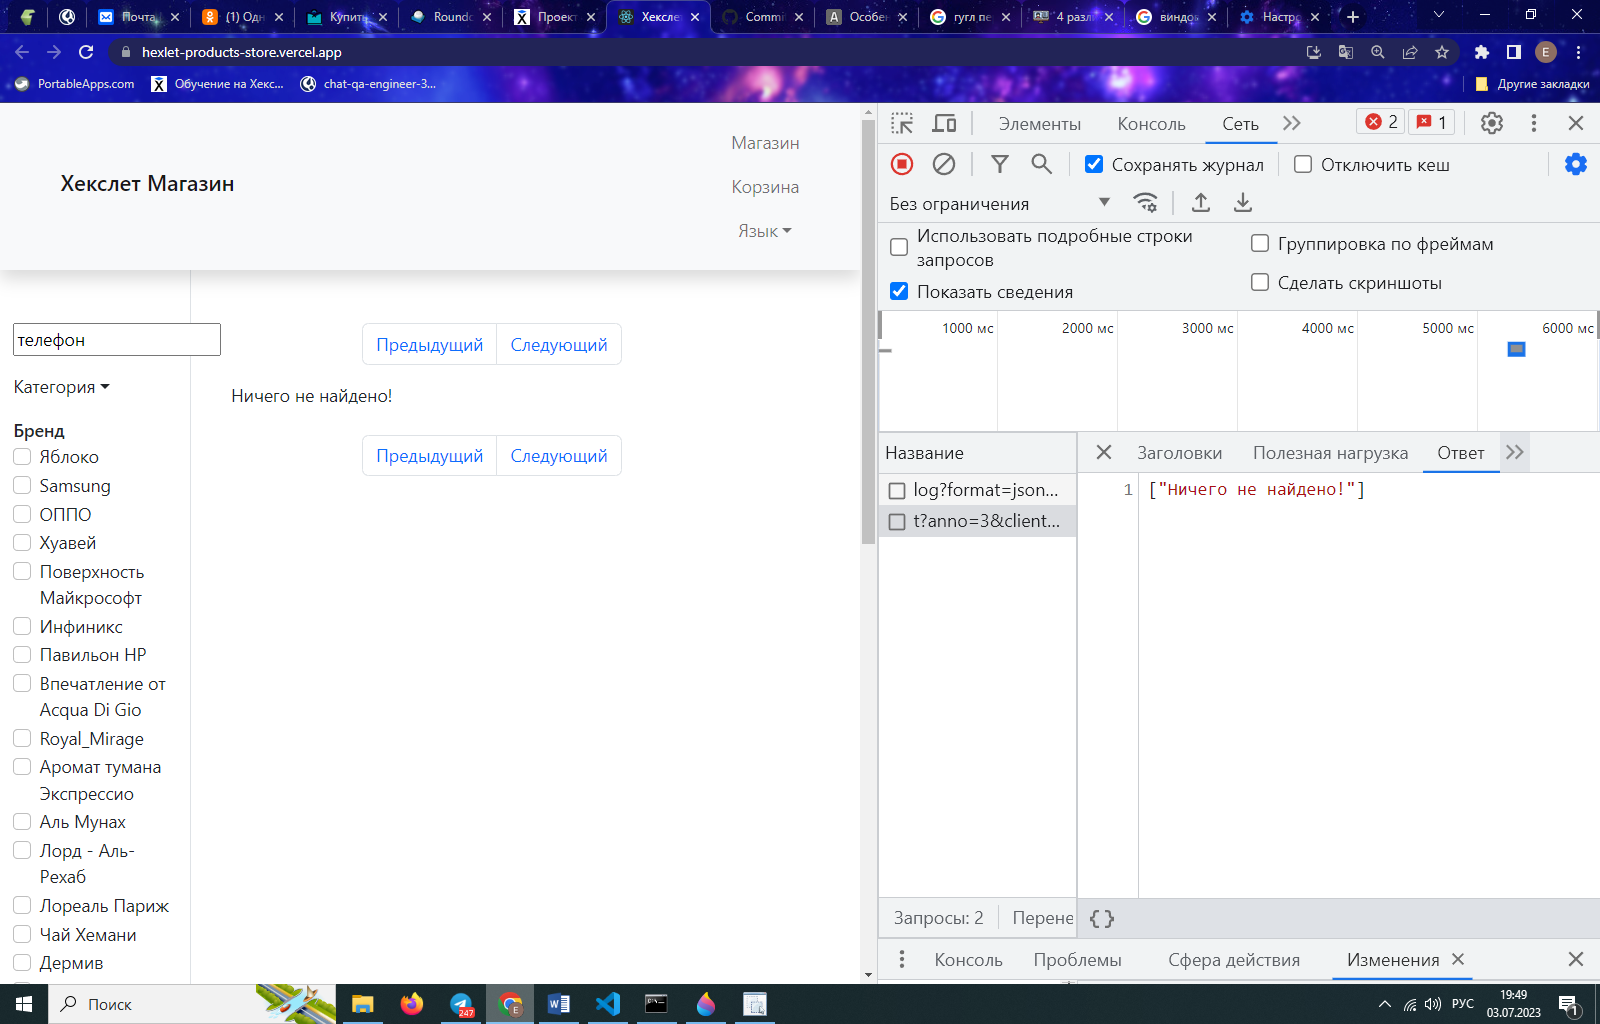 Почта
(1) Одн
Купить
Roundc
Проект
Хекслет
Commi
Особен
гугл пе
4 разли
виндов
Настро
hexlet-products-store.vercel.app
E
PortableApps.com
Обучение на Хекс...
chat-qa-engineer-3...
Другие закладки
Хекслет Магазин
Магазин
Корзина
Язык
телефон
Категория
Бренд
Яблоко
Samsung
ОППО
Хуавей
Поверхность
Майкрософт
Инфиникс
Павильон HP
Впечатление от
Acqua Di Gio
Royal_Mirage
Аромат тумана
Экспрессио
Аль Мунах
Лорд - Аль-
Рехаб
Лореаль Париж
Чай Хемани
Дермив
Предыдущий Следующий
Ничего не найдено!
Предыдущий Следующий
Элементы Консоль Сеть 2 1
Сохранять журнал Отключить кеш
Без ограничения
Использовать подробные строки
запросов
Группировка по фреймам
Показать сведения
Сделать скриншоты
1000 мс 2000 мс 3000 мс 4000 мс 5000 мс 6000 мс
Название
log?format=json...
t?anno=3&client...
Заголовки Полезная нагрузка Ответ
1 ["Ничего не найдено!"]
Запросы: 2 Перене
{ }
Консоль Проблемы Сфера действия Изменения
Поиск
247
E
РУС
19:49
03.07.2023
1